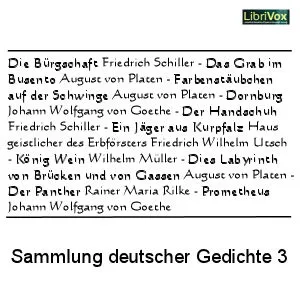 LibriVox
Die Bürgschaft Friedrich Schiller - Das Grab im
Busento August von Platen - Farbenstäubchen
auf der Schwinge August von Platen - Dornburg
Johann Wolfgang von Goethe - Der Handschuh
Friedrich Schiller - Ein Jäger aus Kurpfalz Haus
geistlicher des Erbförsters Friedrich Wilhelm Utsch
- König Wein Wilhelm Müller - Dies Labyrinth
von Brücken und von Gassen August von Platen -
Der Panther Rainer Maria Rilke - Prometheus
Johann Wolfgang von Goethe
Sammlung deutscher Gedichte 3